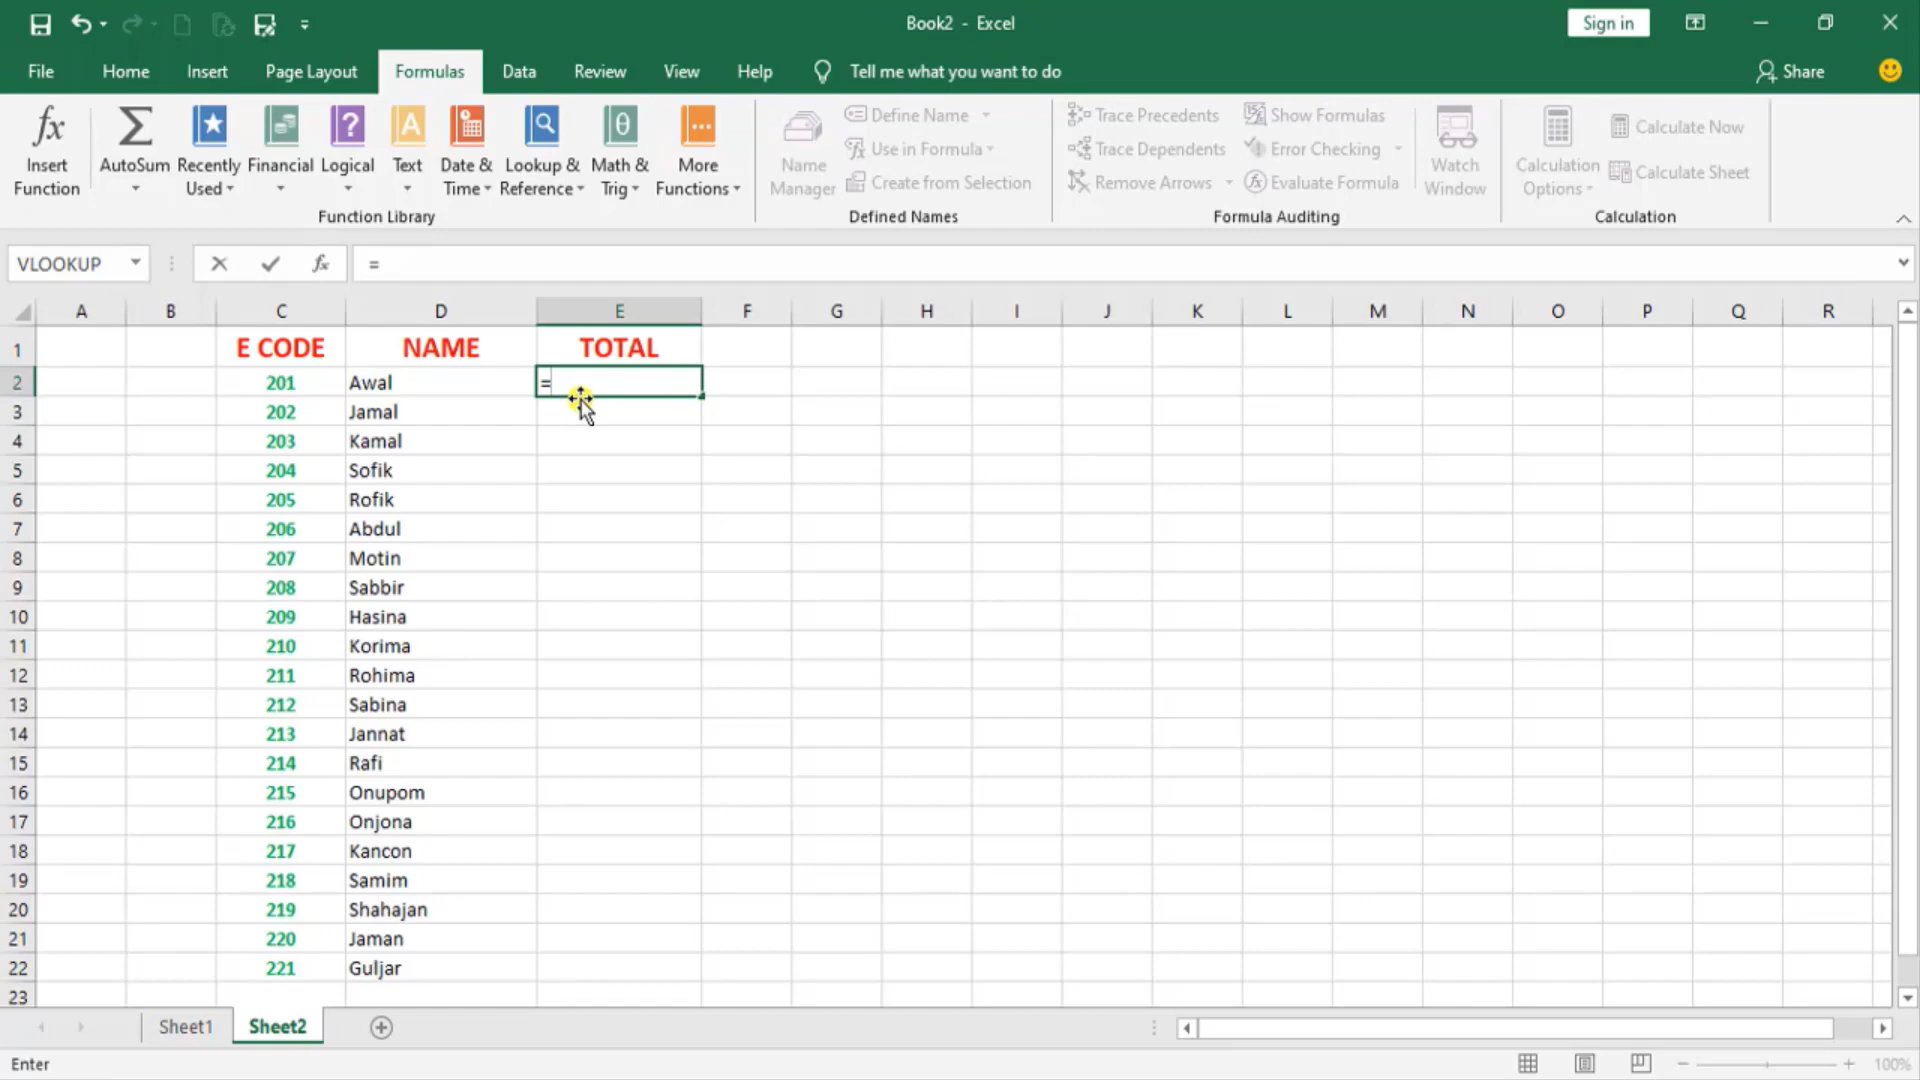 Book2 - Excel
Sign in
File Home Insert Page Layout Formulas Data Review View Help Tell me what you want to do Share
fx Σ ★ ? A θ ...
Insert Function
AutoSum
Recently Used
Financial
Logical
Text
Date & Time
Lookup & Reference
Math & Trig
More Functions
Function Library
Name Manager
Define Name
Use in Formula
Create from Selection
Defined Names
Trace Precedents
Trace Dependents
Remove Arrows
Show Formulas
Error Checking
Evaluate Formula
Formula Auditing
Watch Window
Calculation Options
Calculate Now
Calculate Sheet
Calculation
VLOOKUP fx =
A B C D E F G H I J K L M N O P Q R
1 E CODE NAME TOTAL
2 201 Awal =
3 202 Jamal
4 203 Kamal
5 204 Sofik
6 205 Rofik
7 206 Abdul
8 207 Motin
9 208 Sabbir
10 209 Hasina
11 210 Korima
12 211 Rohima
13 212 Sabina
14 213 Jannat
15 214 Rafi
16 215 Onupom
17 216 Onjona
18 217 Kancon
19 218 Samim
20 219 Shahajan
21 220 Jaman
22 221 Guljar
23
Sheet1 Sheet2
Enter 100%